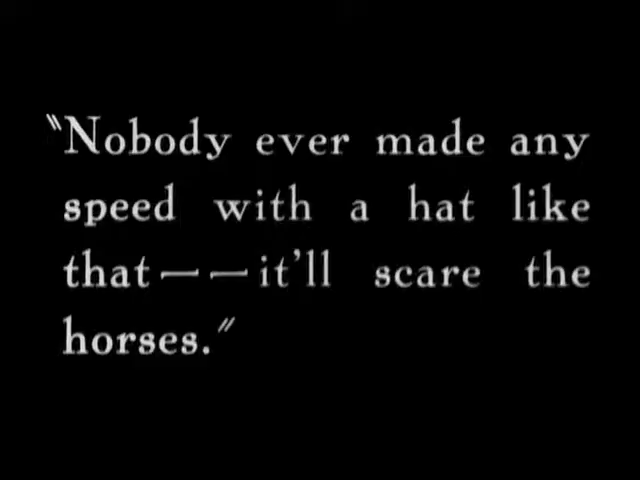 "Nobody ever made any
speed with a hat like
that——it'll scare the
horses."